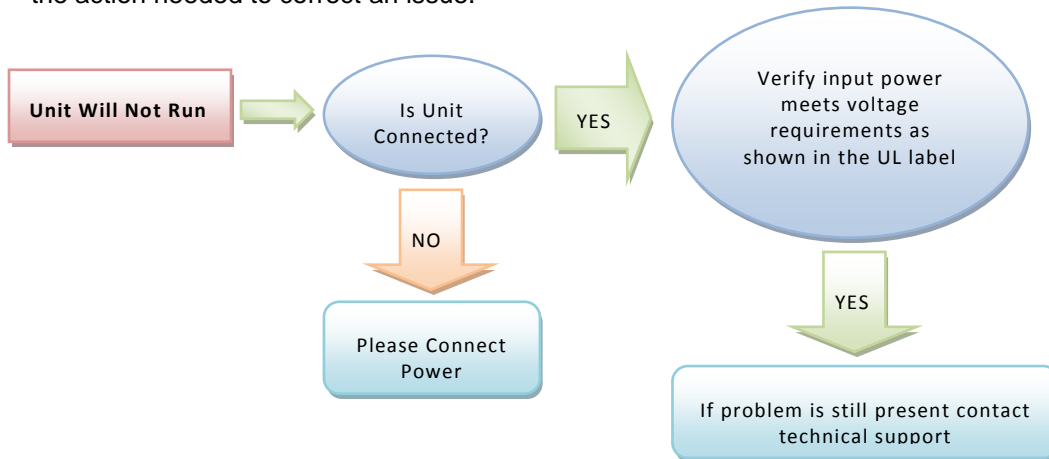 the action needed to correct an issue.
Unit Will Not Run
Is Unit
Connected?
YES
Verify input power
meets voltage
requirements as
shown in the UL label
NO
YES
Please Connect
Power
If problem is still present contact
technical support